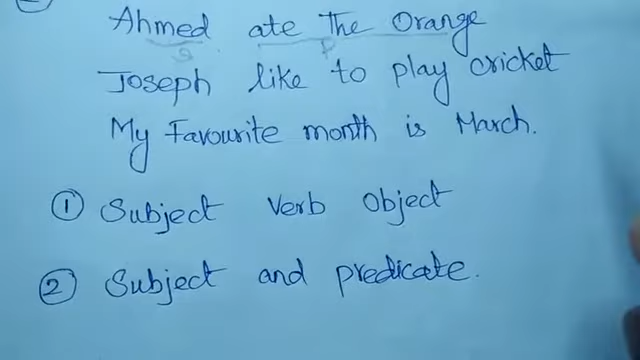 Ahmed ate The Orange
S P
Joseph like to play cricket
My Favourite month is March.
① Subject Verb Object
② Subject and predicate.